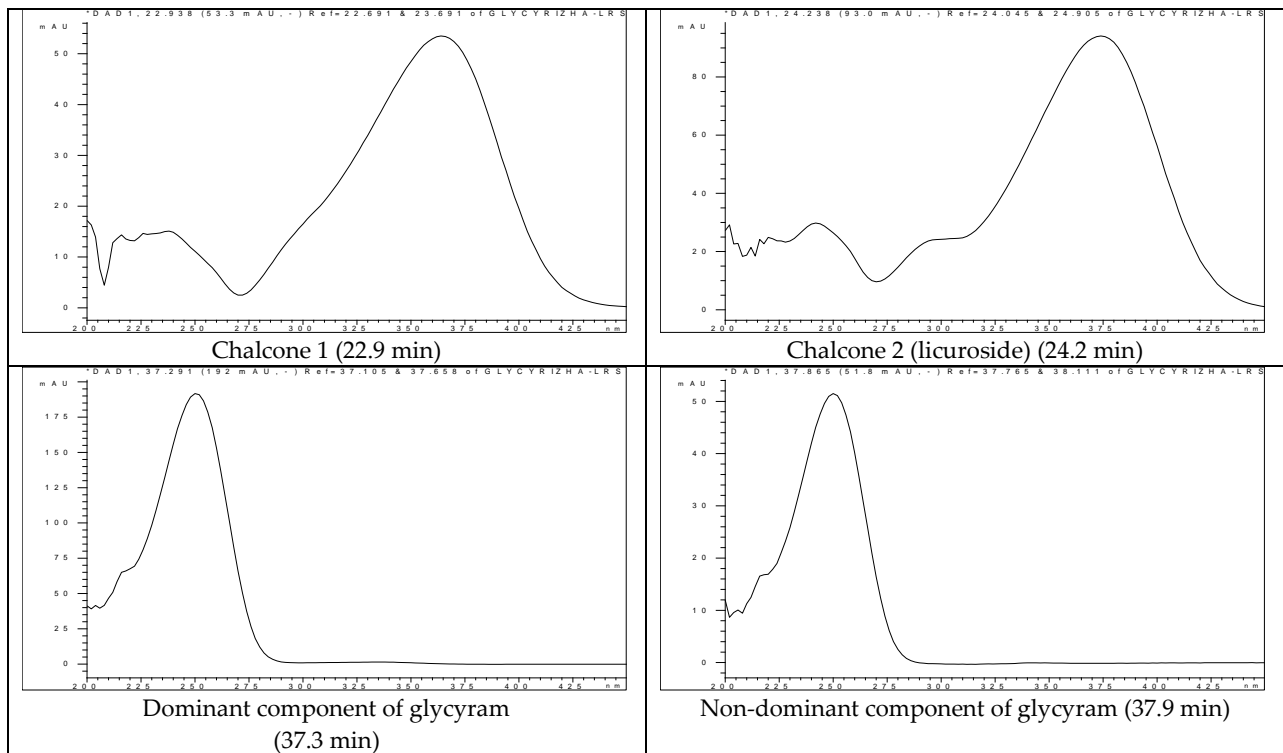 *DAD1, 22.938 (53.3 mAU, - ) Ref=22.691 & 23.691 of GLYCYRIZHA-LRS
mAU
50
40
30
20
10
0
200 225 250 275 300 325 350 375 400 425 nm
Chalcone 1 (22.9 min)
*DAD1, 24.238 (93.0 mAU, - ) Ref=24.045 & 24.905 of GLYCYRIZHA-LRS
mAU
80
60
40
20
0
200 225 250 275 300 325 350 375 400 425 nm
Chalcone 2 (licuroside) (24.2 min)
*DAD1, 37.291 (192 mAU, - ) Ref=37.105 & 37.658 of GLYCYRIZHA-LRS
mAU
175
150
125
100
75
50
25
0
200 225 250 275 300 325 350 375 400 425 nm
Dominant component of glycyram
(37.3 min)
*DAD1, 37.865 (51.8 mAU, - ) Ref=37.765 & 38.111 of GLYCYRIZHA-LRS
mAU
50
40
30
20
10
0
200 225 250 275 300 325 350 375 400 425 nm
Non-dominant component of glycyram (37.9 min)